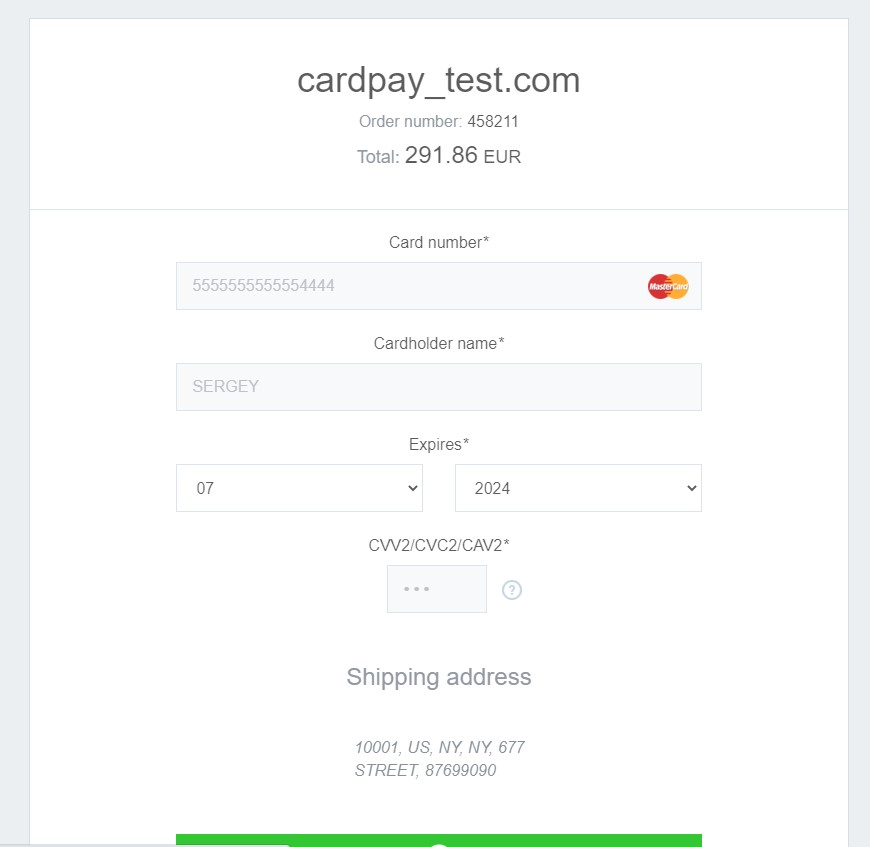 cardpay_test.com
Order number: 458211
Total: 291.86 EUR
Card number*
5555555555554444
MasterCard
Cardholder name*
SERGEY
Expires*
07 2024
CVV2/CVC2/CAV2*
•••
?
Shipping address
10001, US, NY, NY, 677
STREET, 87699090